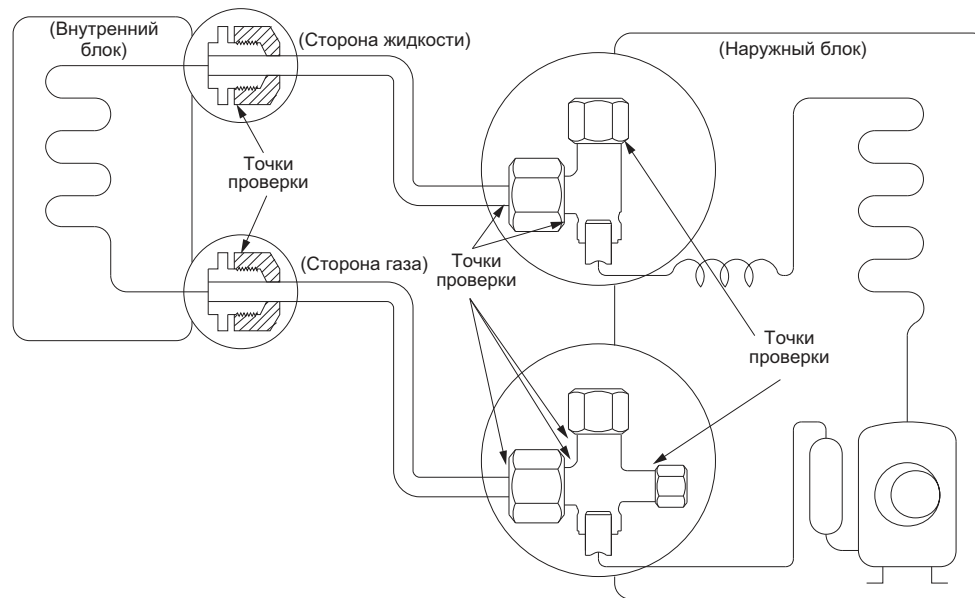 (Внутренний
блок)
(Сторона жидкости)
(Наружный блок)
Точки
проверки
(Сторона газа)
Точки
проверки
Точки
проверки